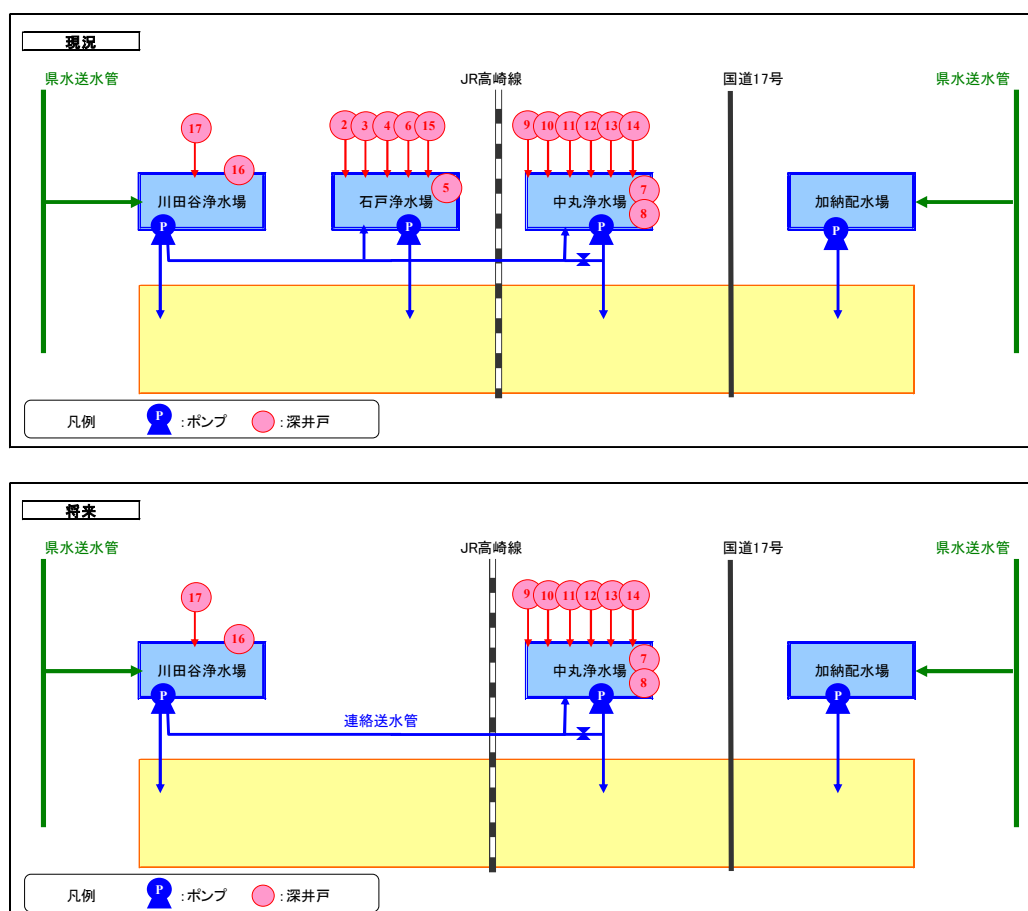 現況
県水送水管
JR高崎線
国道17号
県水送水管
17
2 3 4 6 15
9 10 11 12 13 14
16
5
7
8
川田谷浄水場
石戸浄水場
中丸浄水場
加納配水場
P
P
P
P
凡例
P
:ポンプ
:深井戸
将来
県水送水管
JR高崎線
国道17号
県水送水管
17
9 10 11 12 13 14
16
7
8
川田谷浄水場
中丸浄水場
加納配水場
P
P
P
連絡送水管
凡例
P
:ポンプ
:深井戸